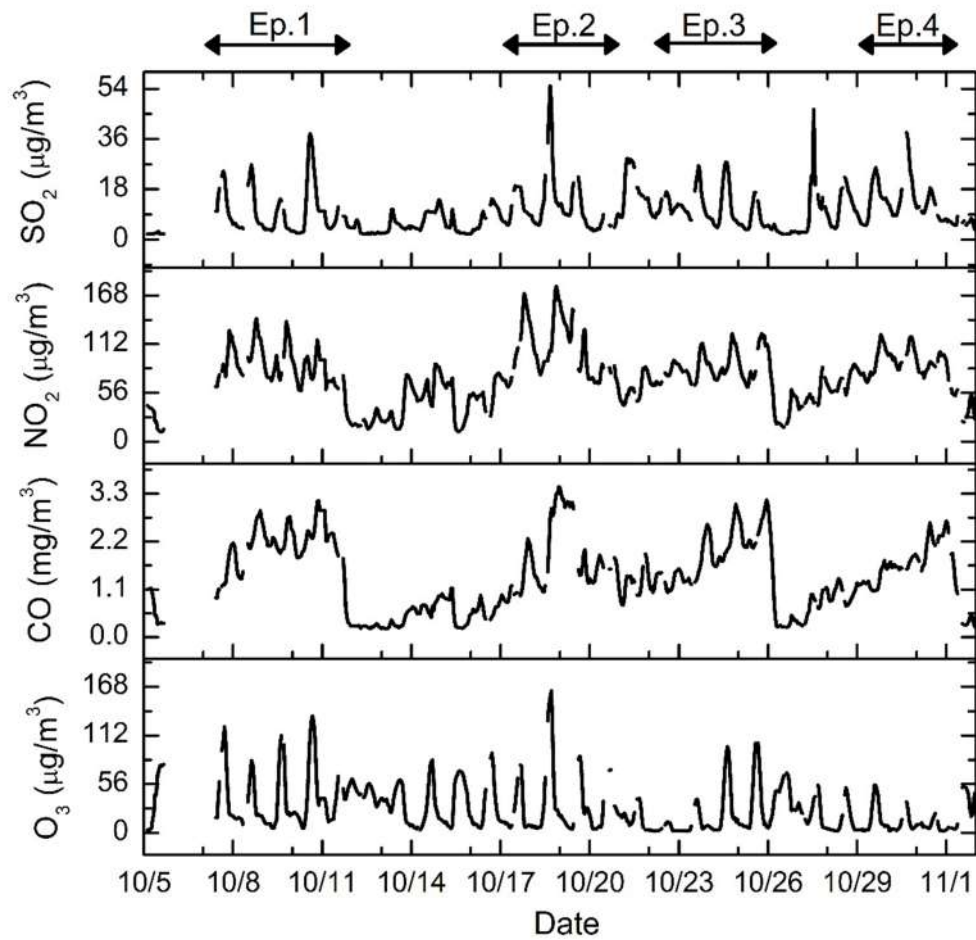 Ep.1 Ep.2 Ep.3 Ep.4
SO₂ (μg/m³)
54
36
18
0
NO₂ (μg/m³)
168
112
56
0
CO (mg/m³)
3.3
2.2
1.1
0.0
O₃ (μg/m³)
168
112
56
0
10/5 10/8 10/11 10/14 10/17 10/20 10/23 10/26 10/29 11/1
Date